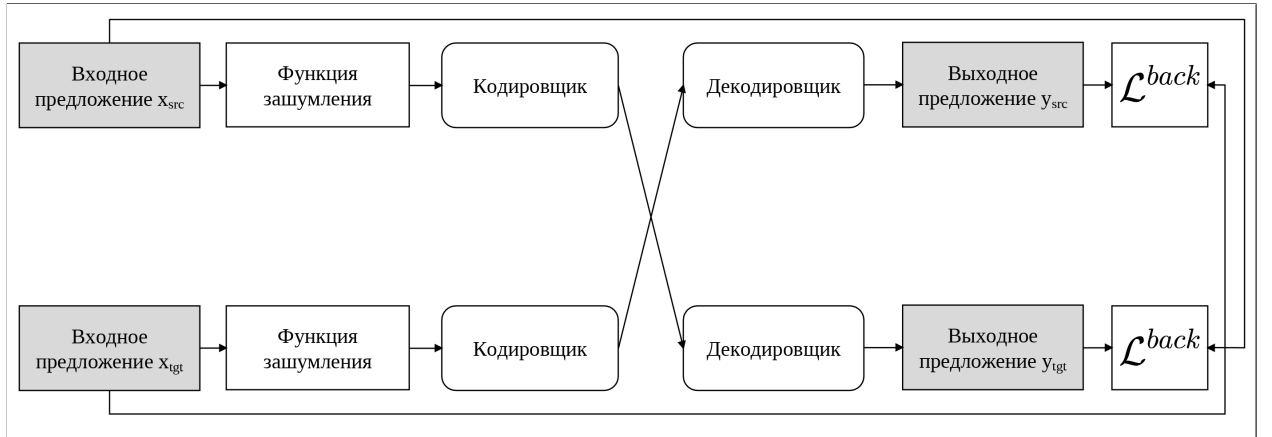 Входное
предложение xsrc
Функция
зашумления
Кодировщик
Декодировщик
Выходное
предложение ysrc
ℒback
Входное
предложение xtgt
Функция
зашумления
Кодировщик
Декодировщик
Выходное
предложение ytgt
ℒback